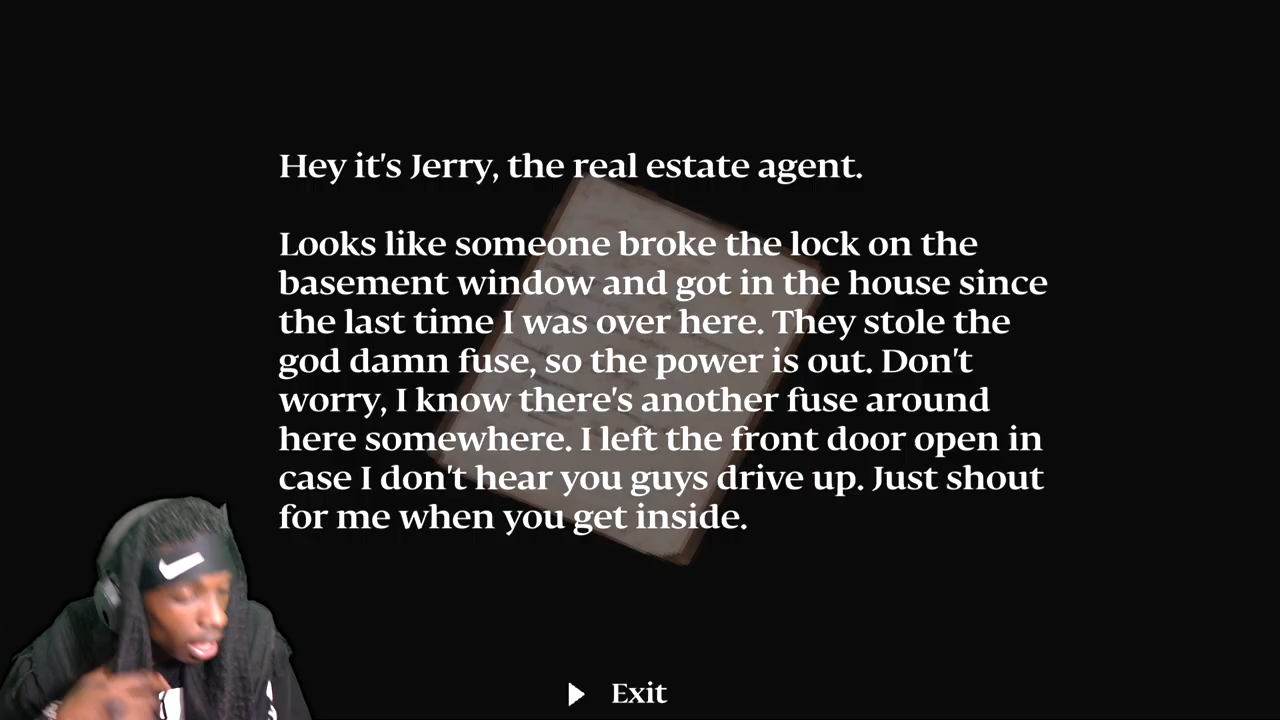 Hey it's Jerry, the real estate agent.
Looks like someone broke the lock on the
basement window and got in the house since
the last time I was over here. They stole the
god damn fuse, so the power is out. Don't
worry, I know there's another fuse around
here somewhere. I left the front door open in
case I don't hear you guys drive up. Just shout
for me when you get inside.
Exit